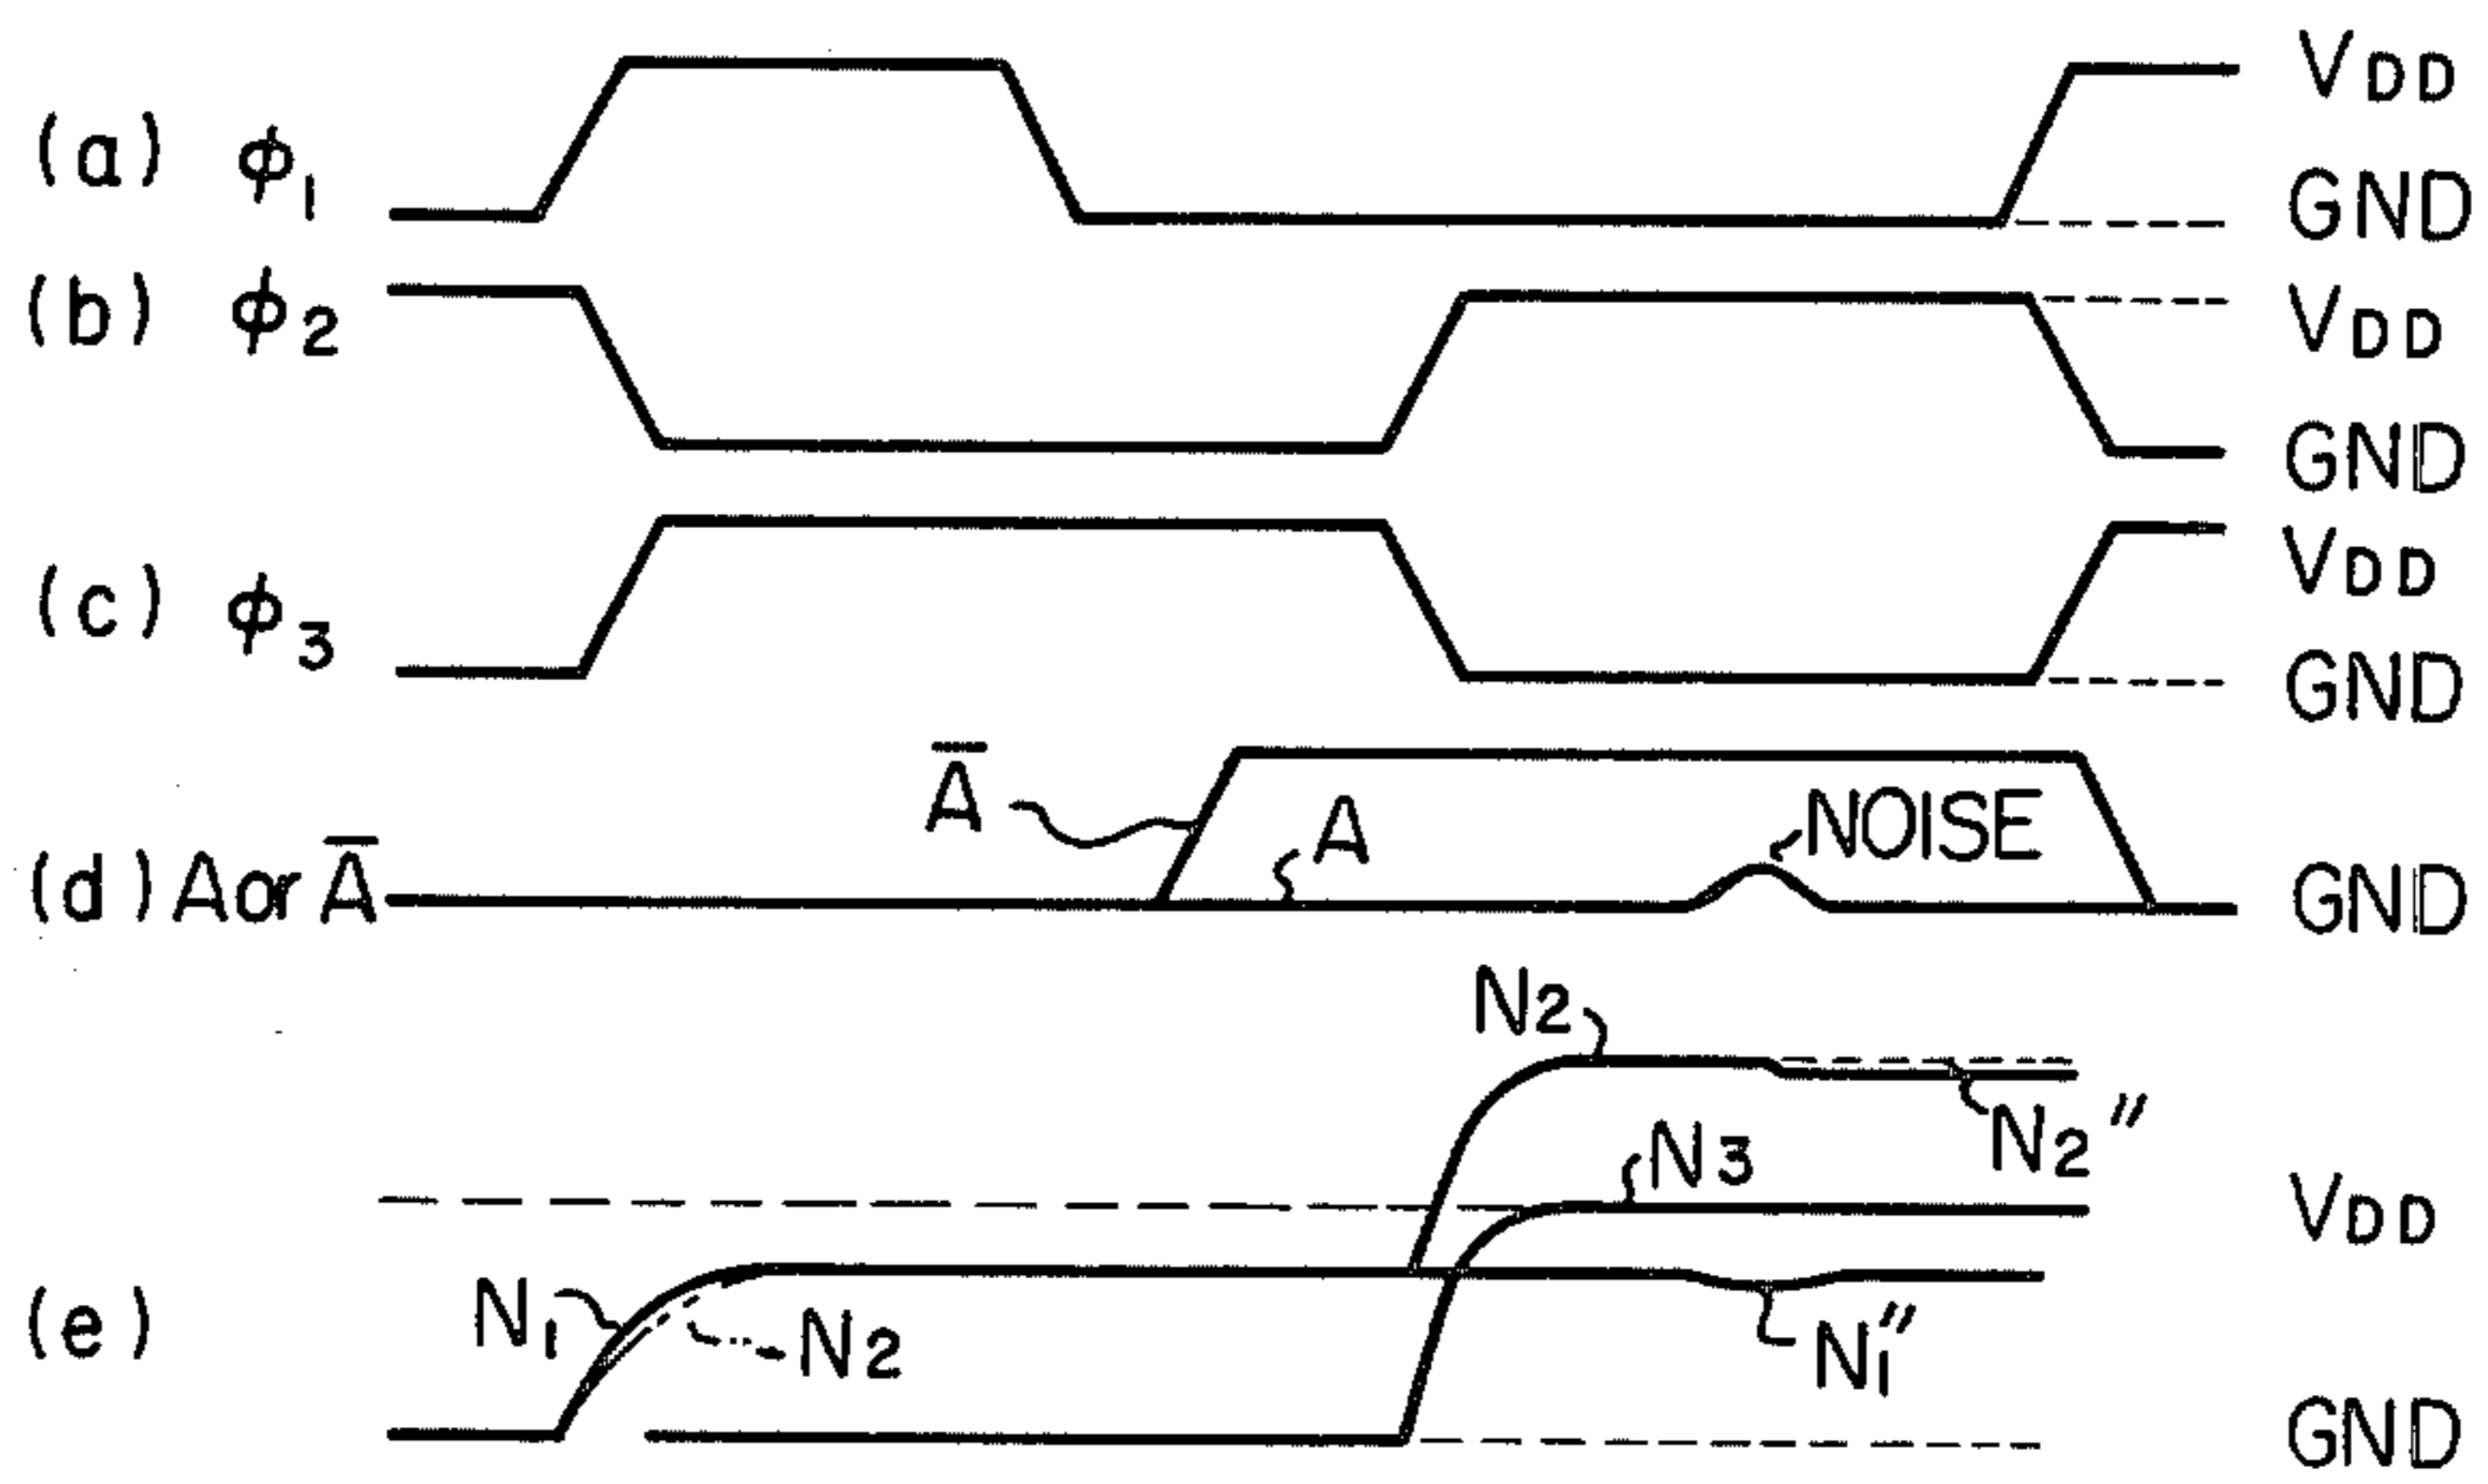 (a) ϕ1 VDD
GND
(b) ϕ2 VDD
GND
(c) ϕ3 VDD
GND
Ā A NOISE
(d) A or Ā GND
N2
N2"
N3
VDD
(e) N1 N2 N1"
GND